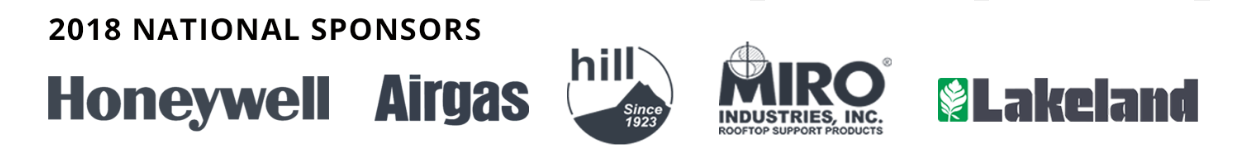 2018 NATIONAL SPONSORS
Honeywell
Airgas
hill
Since
1923
MIRO®
INDUSTRIES, INC.
ROOFTOP SUPPORT PRODUCTS
Lakeland